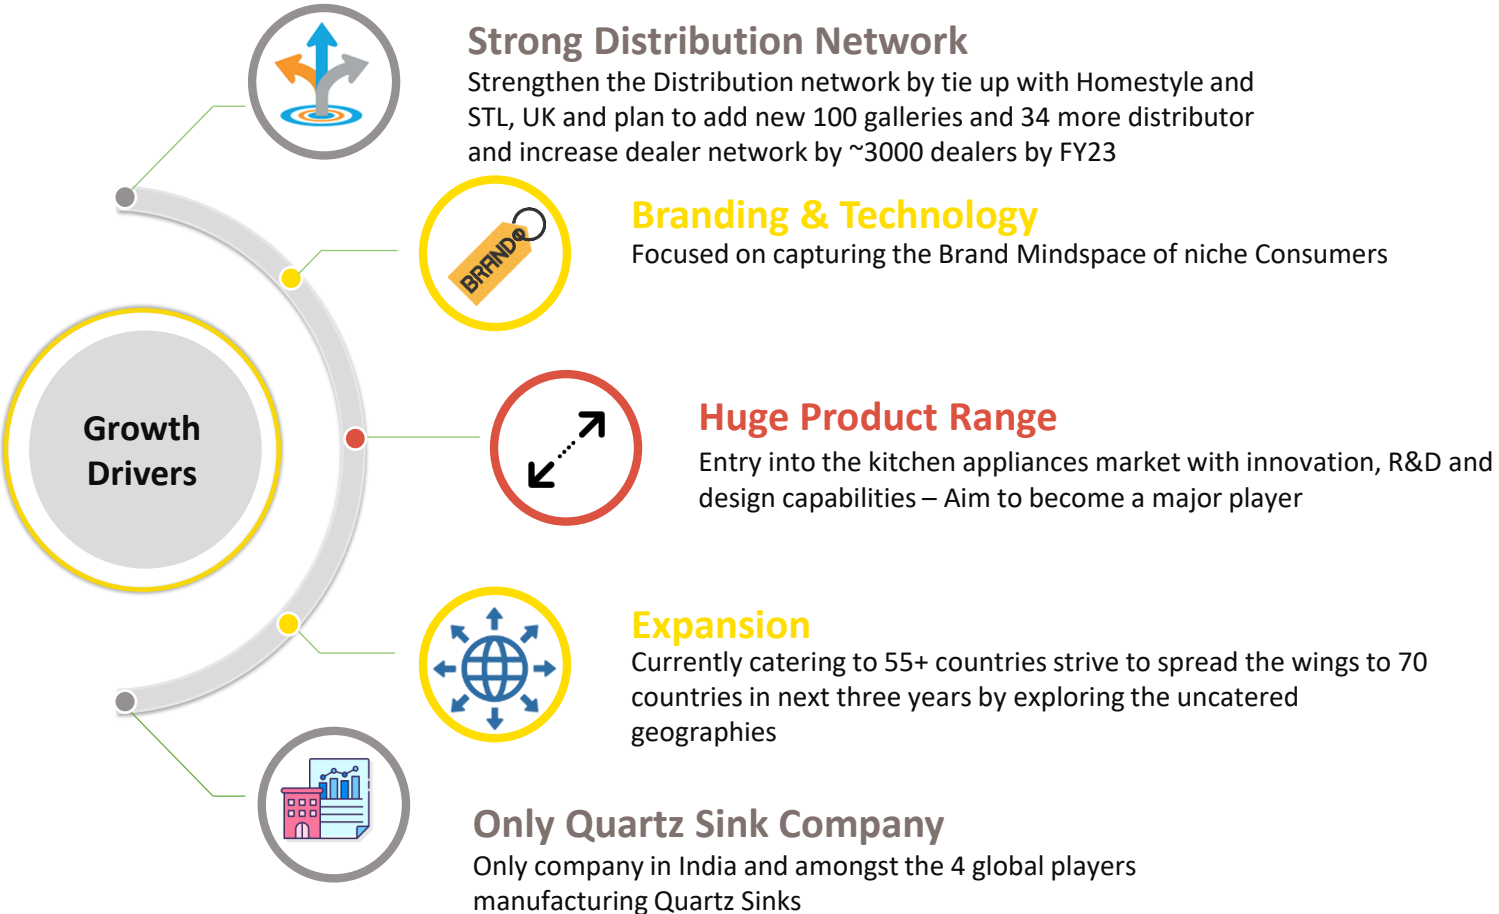 Strong Distribution Network
Strengthen the Distribution network by tie up with Homestyle and
STL, UK and plan to add new 100 galleries and 34 more distributor
and increase dealer network by ~3000 dealers by FY23
BRAND
Branding & Technology
Focused on capturing the Brand Mindspace of niche Consumers
Growth
Drivers
Huge Product Range
Entry into the kitchen appliances market with innovation, R&D and
design capabilities – Aim to become a major player
Expansion
Currently catering to 55+ countries strive to spread the wings to 70
countries in next three years by exploring the uncatered
geographies
Only Quartz Sink Company
Only company in India and amongst the 4 global players
manufacturing Quartz Sinks